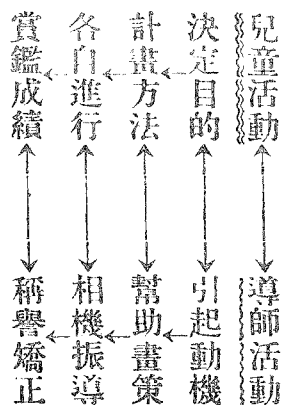 兒童活動
導師活動
決定目的
引起動機
計畫方法
幫助畫策
各自進行
相機振導
賞鑑成績
稱譽矯正